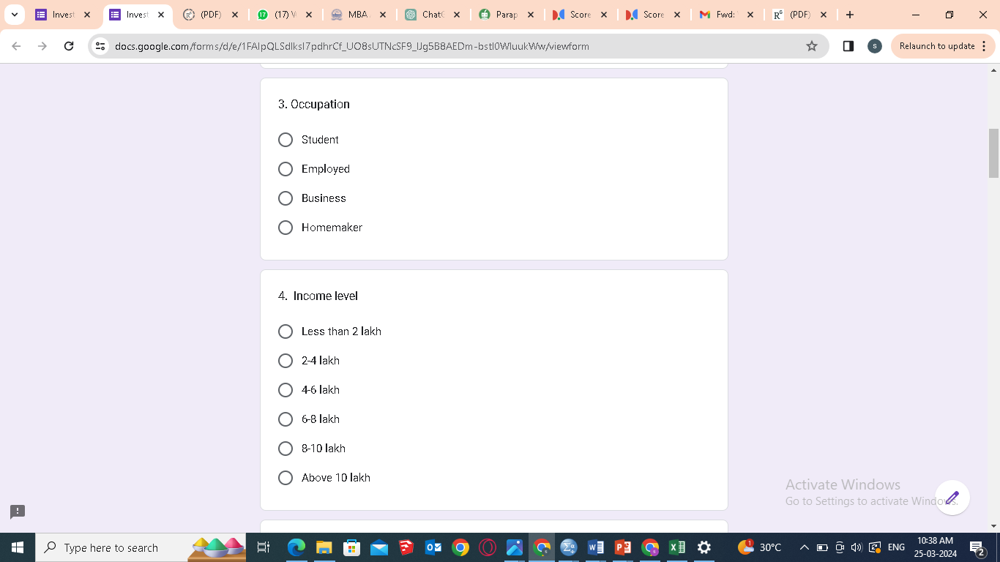 Invest
Invest
(PDF)
(17)
MBA
Chat
Parap
Score
Score
Fwd:
(PDF)
docs.google.com/forms/d/e/1FAIpQLSdlksI7pdhrCf_UO8sUTNcSF9_IJg5B8AEDm-bstI0WluukWw/viewform
S
Relaunch to update
3. Occupation
Student
Employed
Business
Homemaker
4. Income level
Less than 2 lakh
2-4 lakh
4-6 lakh
6-8 lakh
8-10 lakh
Above 10 lakh
Activate Windows
Go to Settings to activate Windows.
Type here to search
30°C
ENG
10:38 AM
25-03-2024
2